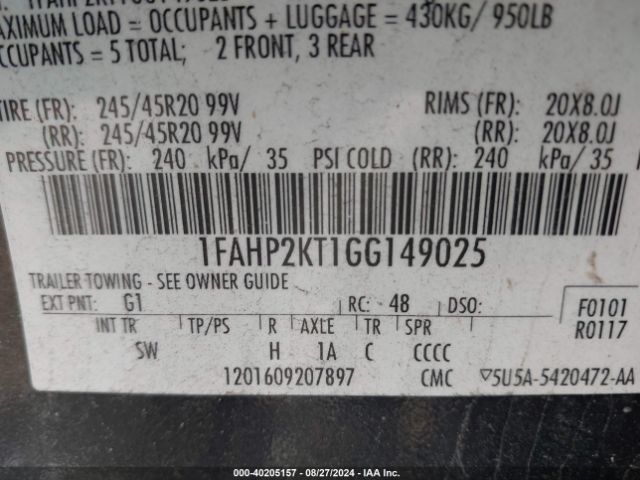 MAXIMUM LOAD = OCCUPANTS + LUGGAGE = 430KG/ 950LB
OCCUPANTS = 5 TOTAL; 2 FRONT, 3 REAR
TIRE (FR): 245/45R20 99V RIMS (FR): 20X8.0J
(RR): 245/45R20 99V (RR): 20X8.0J
PRESSURE (FR): 240 kPa/ 35 PSI COLD (RR): 240 kPa/ 35
1FAHP2KT1GG149025
TRAILER TOWING - SEE OWNER GUIDE
EXT PNT: G1 RC: 48 DSO: F0101
INT TR TP/PS R AXLE TR SPR R0117
SW H 1A C CCCC
1201609207897 CMC ▽5U5A-5420472-AA
000-40205157 - 08/27/2024 - IAA Inc.